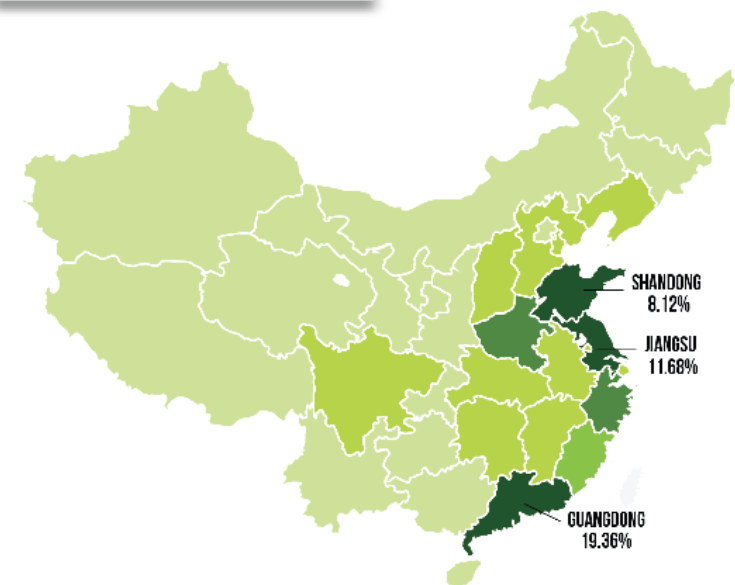 SHANDONG
8.12%
JIANGSU
11.68%
GUANGDONG
19.36%